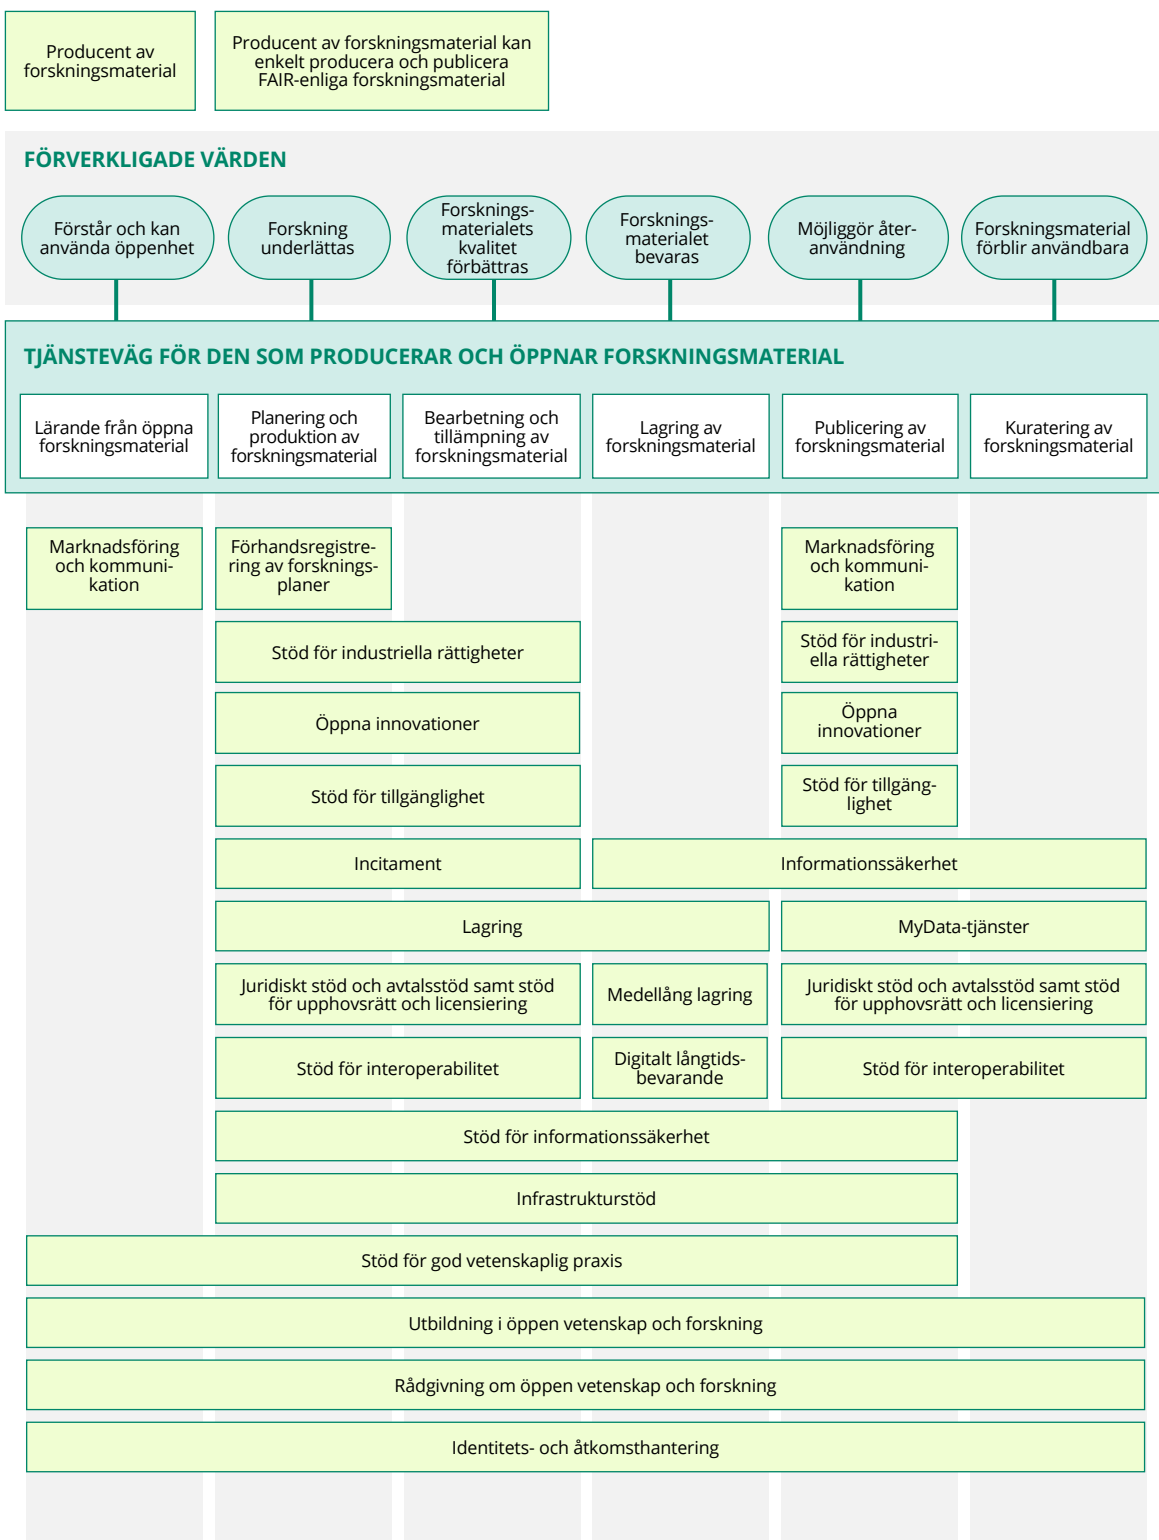 Producent av
forskningsmaterial
Producent av forskningsmaterial kan
enkelt producera och publicera
FAIR-enliga forskningsmaterial
FÖRVERKLIGADE VÄRDEN
Förstår och kan
använda öppenhet
Forskning
underlättas
Forsknings-
materialets
kvalitet
förbättras
Forsknings-
materialet
bevaras
Möjliggör åter-
användning
Forskningsmaterial
förblir användbara
TJÄNSTEVÄG FÖR DEN SOM PRODUCERAR OCH ÖPPNAR FORSKNINGSMATERIAL
Lärande från öppna
forskningsmaterial
Planering och
produktion av
forskningsmaterial
Bearbetning och
tillämpning av
forskningsmaterial
Lagring av
forskningsmaterial
Publicering av
forskningsmaterial
Kuratering av
forskningsmaterial
Marknadsföring
och kommuni-
kation
Förhandsregistre-
ring av forsknings-
planer
Marknadsföring
och kommuni-
kation
Stöd för industriella rättigheter
Stöd för industri-
ella rättigheter
Öppna innovationer
Öppna
innovationer
Stöd för tillgänglighet
Stöd för tillgäng-
lighet
Incitament
Informationssäkerhet
Lagring
MyData-tjänster
Juridiskt stöd och avtalsstöd samt stöd
för upphovsrätt och licensiering
Medellång lagring
Juridiskt stöd och avtalsstöd samt stöd
för upphovsrätt och licensiering
Stöd för interoperabilitet
Digitalt långtids-
bevarande
Stöd för interoperabilitet
Stöd för informationssäkerhet
Infrastrukturstöd
Stöd för god vetenskaplig praxis
Utbildning i öppen vetenskap och forskning
Rådgivning om öppen vetenskap och forskning
Identitets- och åtkomsthantering